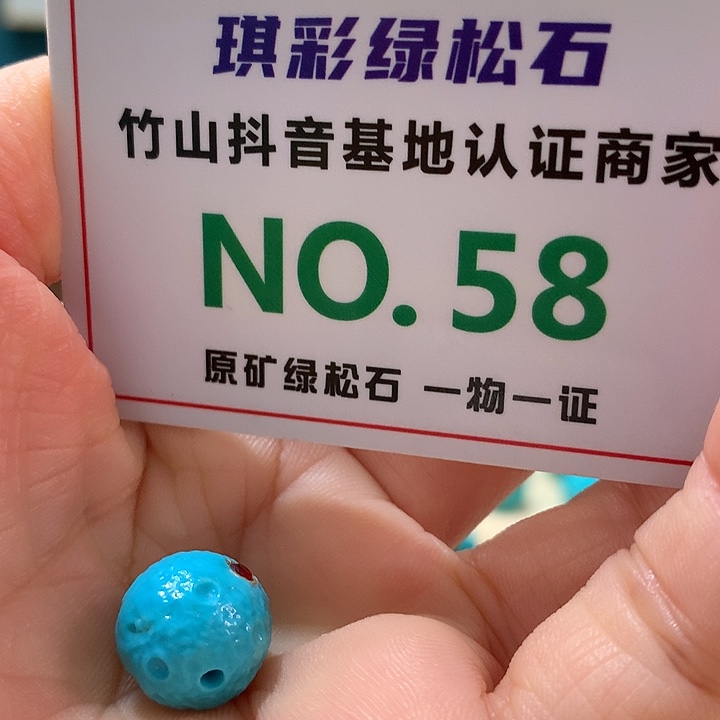 琪彩绿松石
竹山抖音基地认证商家
NO. 58
原矿绿松石 一物一证